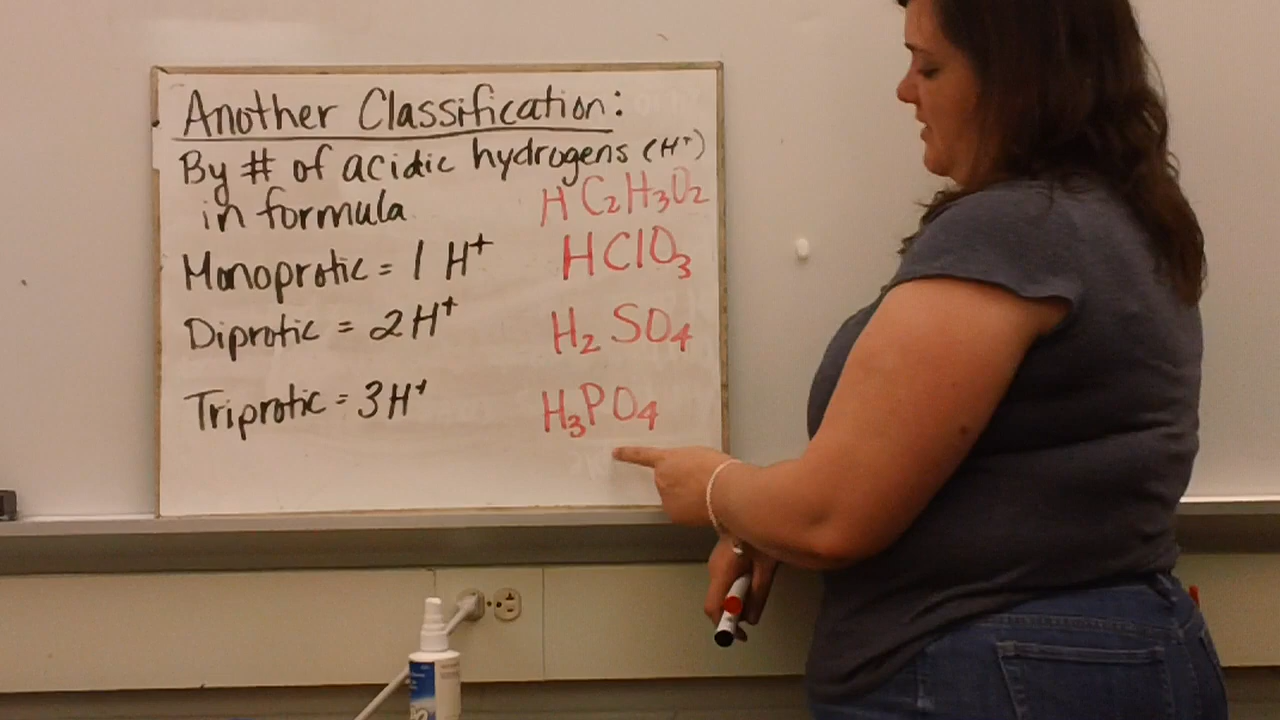 Another Classification:
By # of acidic hydrogens (H⁺)
in formula
HC₂H₃O₂
Monoprotic = 1 H⁺
HClO₃
Diprotic = 2H⁺
H₂SO₄
Triprotic = 3H⁺
H₃PO₄